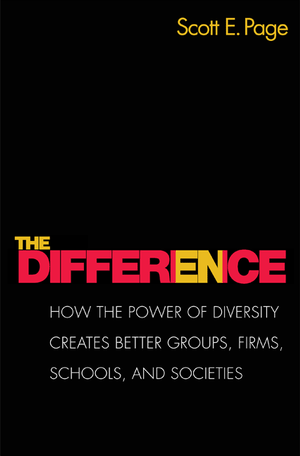 Scott E. Page
THE
DIFFERENCE
HOW THE POWER OF DIVERSITY
CREATES BETTER GROUPS, FIRMS,
SCHOOLS, AND SOCIETIES